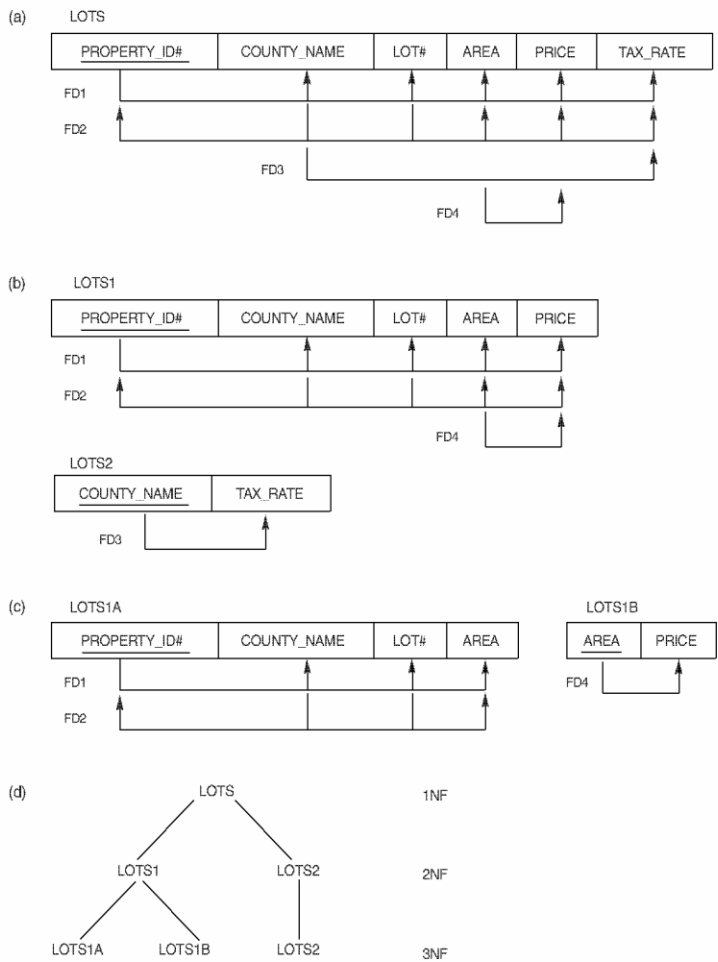 (a) LOTS
PROPERTY_ID# COUNTY_NAME LOT# AREA PRICE TAX_RATE
FD1
FD2
FD3
FD4
(b) LOTS1
PROPERTY_ID# COUNTY_NAME LOT# AREA PRICE
FD1
FD2
FD4
LOTS2
COUNTY_NAME TAX_RATE
FD3
(c) LOTS1A LOTS1B
PROPERTY_ID# COUNTY_NAME LOT# AREA AREA PRICE
FD1 FD4
FD2
(d) LOTS 1NF
LOTS1 LOTS2 2NF
LOTS1A LOTS1B LOTS2 3NF